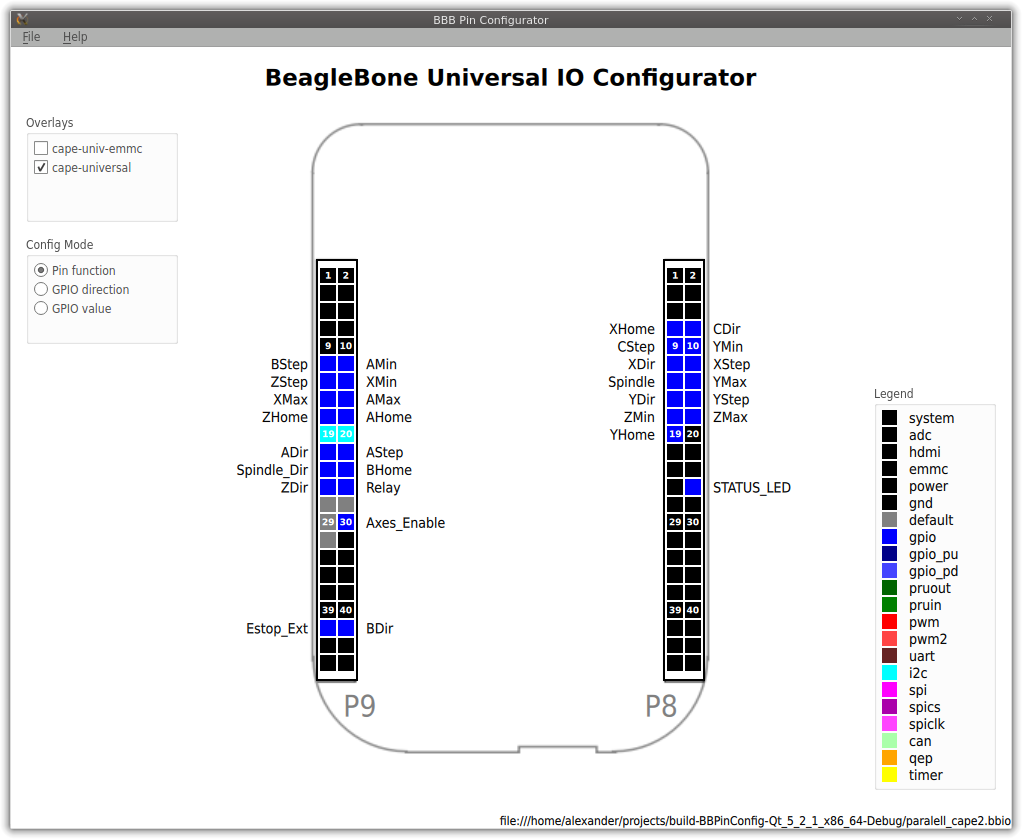 BBB Pin Configurator
File Help
BeagleBone Universal IO Configurator
Overlays
cape-univ-emmc
cape-universal
Config Mode
Pin function
GPIO direction
GPIO value
1 2 1 2
XHome CDir
9 10 CStep 9 10 YMin
BStep AMin XDir XStep
ZStep XMin Spindle YMax
XMax AMax YDir YStep
ZHome AHome ZMin ZMax
19 20 YHome 19 20
ADir AStep
Spindle_Dir BHome
ZDir Relay STATUS_LED
29 30 Axes_Enable 29 30
39 40 39 40
Estop_Ext BDir
P9 P8
Legend
system
adc
hdmi
emmc
power
gnd
default
gpio
gpio_pu
gpio_pd
pruout
pruin
pwm
pwm2
uart
i2c
spi
spics
spiclk
can
qep
timer
file:///home/alexander/projects/build-BBPinConfig-Qt_5_2_1_x86_64-Debug/paralell_cape2.bbio